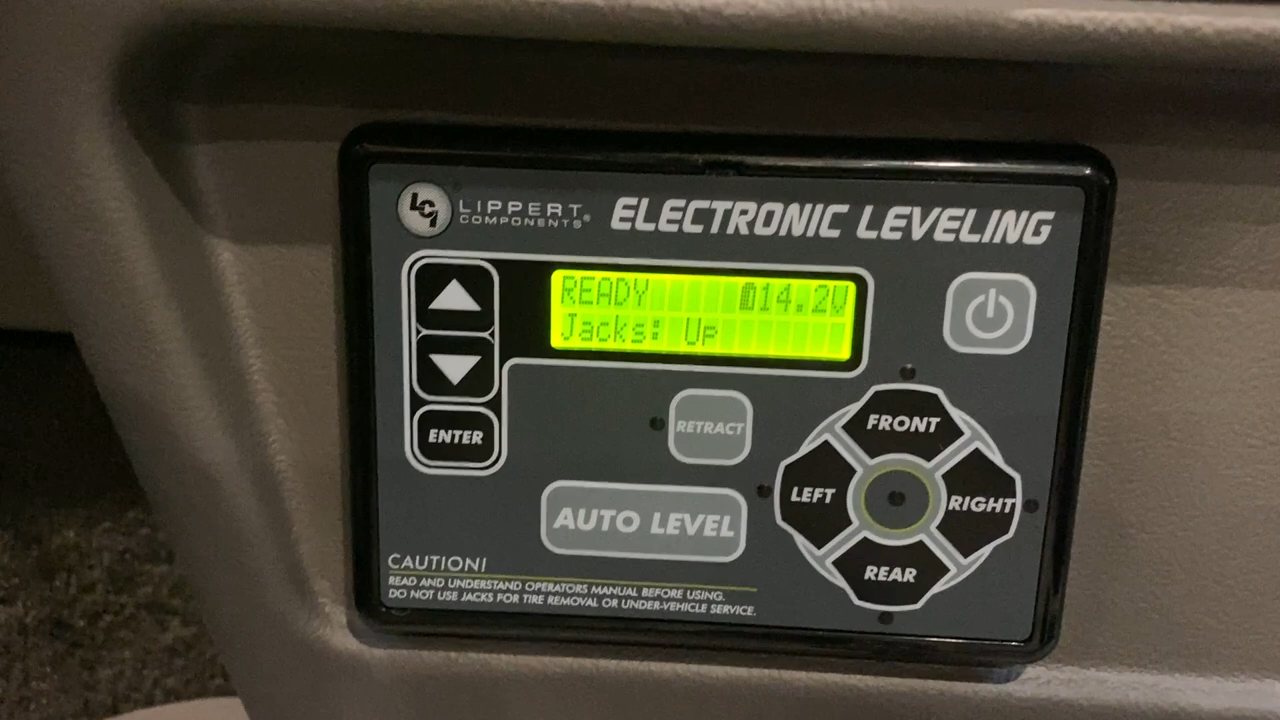 LCI
LIPPERT
COMPONENTS®
ELECTRONIC LEVELING
READY 14.2V
Jacks: Up
ENTER
RETRACT
AUTO LEVEL
FRONT
LEFT
RIGHT
REAR
CAUTION!
READ AND UNDERSTAND OPERATORS MANUAL BEFORE USING.
DO NOT USE JACKS FOR TIRE REMOVAL OR UNDER-VEHICLE SERVICE.